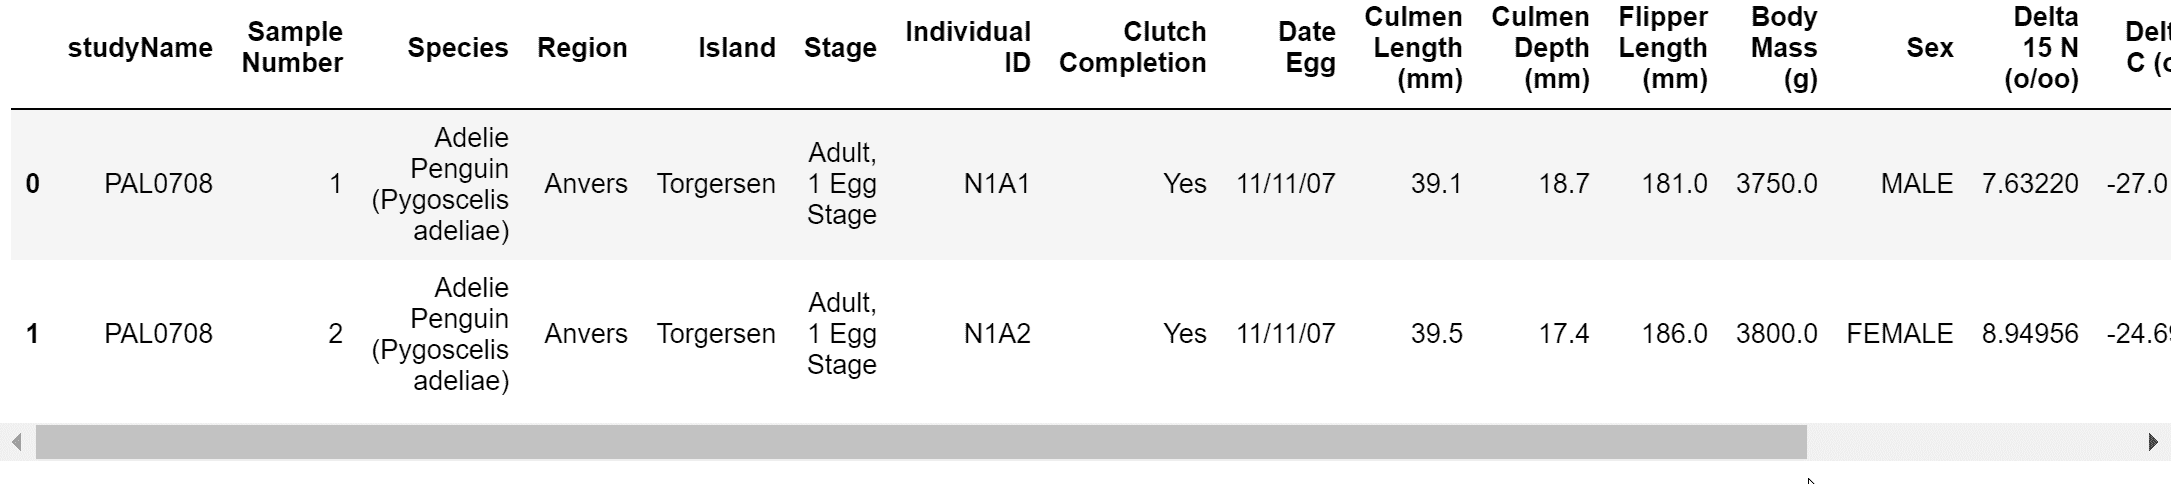 studyName Sample Number Species Region Island Stage Individual ID Clutch Completion Date Egg Culmen Length (mm) Culmen Depth (mm) Flipper Length (mm) Body Mass (g) Sex Delta 15 N (o/oo) C (
0 PAL0708 1 Adelie Penguin (Pygoscelis adeliae) Anvers Torgersen Adult, 1 Egg Stage N1A1 Yes 11/11/07 39.1 18.7 181.0 3750.0 MALE 7.63220 -27.0
1 PAL0708 2 Adelie Penguin (Pygoscelis adeliae) Anvers Torgersen Adult, 1 Egg Stage N1A2 Yes 11/11/07 39.5 17.4 186.0 3800.0 FEMALE 8.94956 -24.6